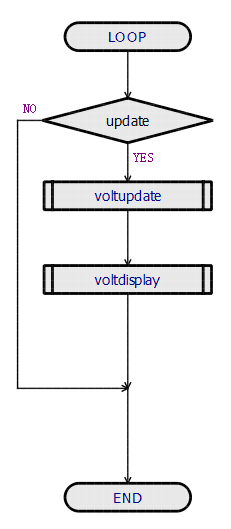 LOOP
NO
update
YES
voltupdate
voltdisplay
END